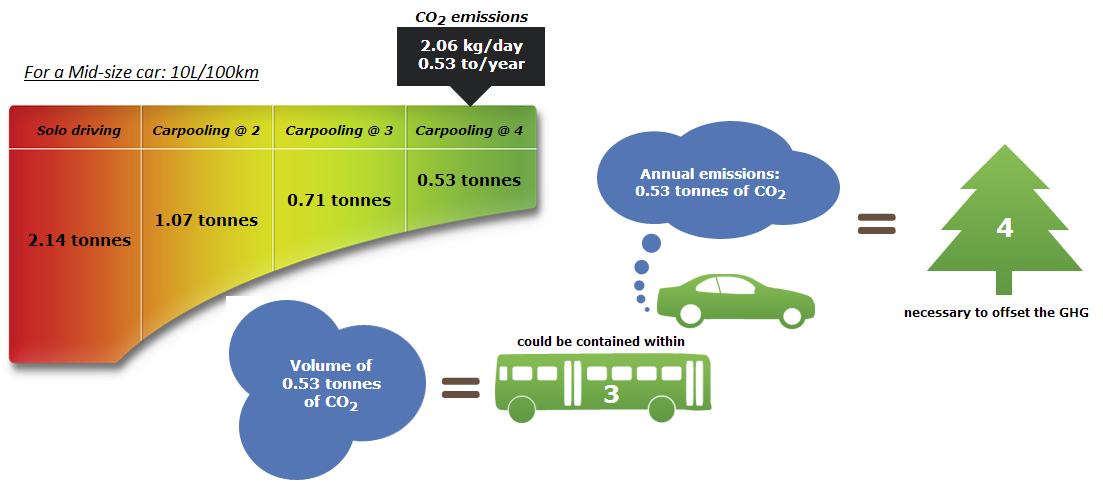 CO2 emissions
2.06 kg/day
0.53 to/year
For a Mid-size car: 10L/100km
Solo driving
Carpooling @ 2
Carpooling @ 3
Carpooling @ 4
2.14 tonnes
1.07 tonnes
0.71 tonnes
0.53 tonnes
Annual emissions:
0.53 tonnes of CO2
4
necessary to offset the GHG
Volume of
0.53 tonnes
of CO2
could be contained within
3